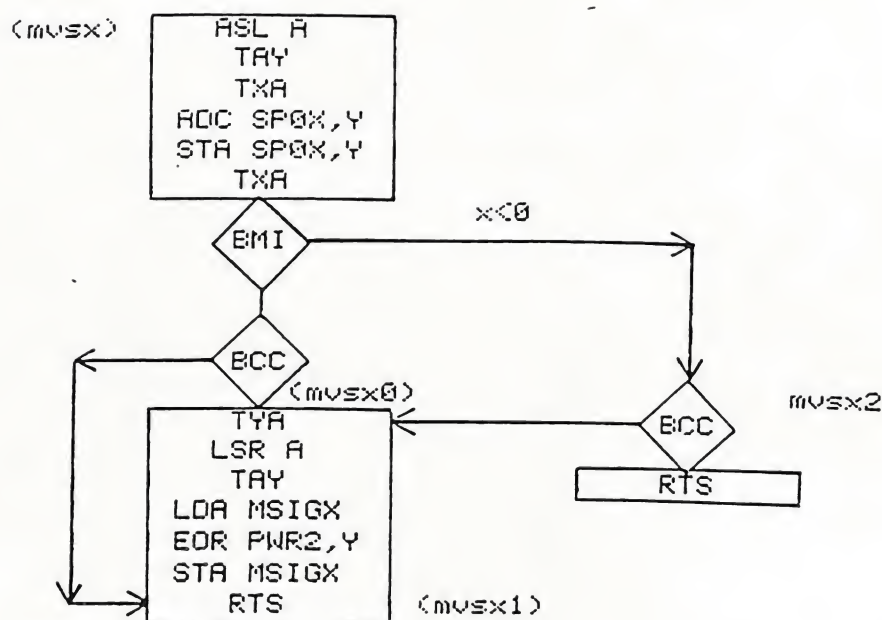 (mvsx)
ASL A
TAY
TXA
ADC SP0X,Y
STA SP0X,Y
TXA
x<0
BMI
BCC
(mvsx0)
mvsx2
BCC
TYA
LSR A
TAY
LDA MSIGX
EOR PWR2,Y
STA MSIGX
RTS
(mvsx1)
RTS